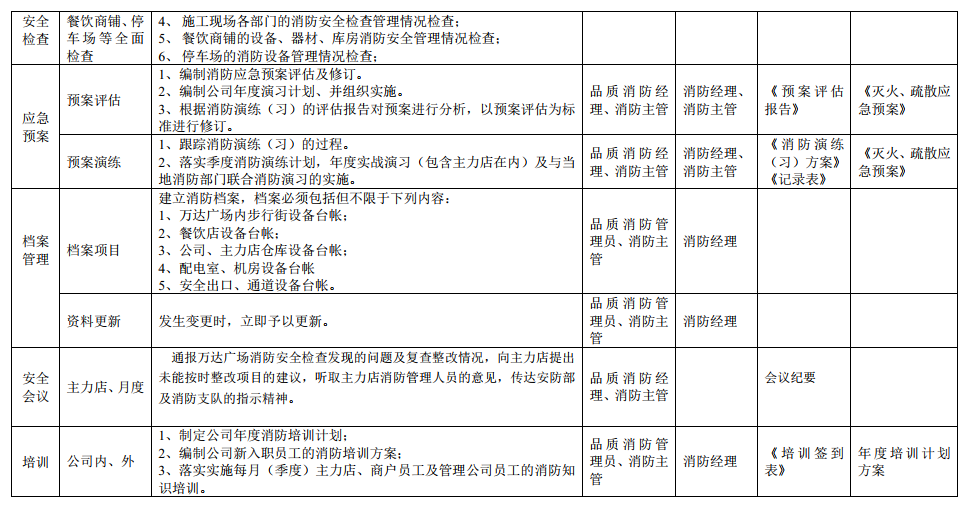 安全
检查
餐饮商铺、停
车场等全面
检查
4、 施工现场各部门的消防安全检查管理情况检查；
5、 餐饮商铺的设备、器材、库房消防安全管理情况检查；
6、 停车场的消防设备管理情况检查；
应急
预案
预案评估
1、编制消防应急预案评估及修订。
2、编制公司年度演习计划、并组织实施。
3、根据消防演练（习）的评估报告对预案进行分析，以预案评估为标
准进行修订。
品质消防经
理、消防主管
消防经理、
消防主管
《预案评估
报告》
《灭火、疏散应
急预案》
预案演练
1、跟踪消防演练（习）的过程。
2、落实季度消防演练计划，年度实战演习（包含主力店在内）及与当
地消防部门联合消防演习的实施。
品质消防经
理、消防主管
消防经理、
消防主管
《消防演练
（习）方案》
《记录表》
《灭火、疏散应
急预案》
档案
管理
档案项目
建立消防档案，档案必须包括但不限于下列内容：
1、万达广场内步行街设备台帐；
2、餐饮店设备台帐；
3、公司、主力店仓库设备台帐；
4、配电室、机房设备台帐
5、安全出口、通道设备台帐。
品质消防管
理员、消防主
管
消防经理
资料更新
发生变更时，立即予以更新。
品质消防管
理员、消防主
管
消防经理
安全
会议
主力店、月度
通报万达广场消防安全检查发现的问题及复查整改情况，向主力店提出
未能按时整改项目的建议，听取主力店消防管理人员的意见，传达安防部
及消防支队的指示精神。
品质消防经
理、消防主管
会议纪要
培训
公司内、外
1、制定公司年度消防培训计划；
2、编制公司新入职员工的消防培训方案；
3、落实实施每月（季度）主力店、商户员工及管理公司员工的消防知
识培训。
品质消防管
理员、消防主
管
消防经理
《培训签到
表》
年度培训计划
方案